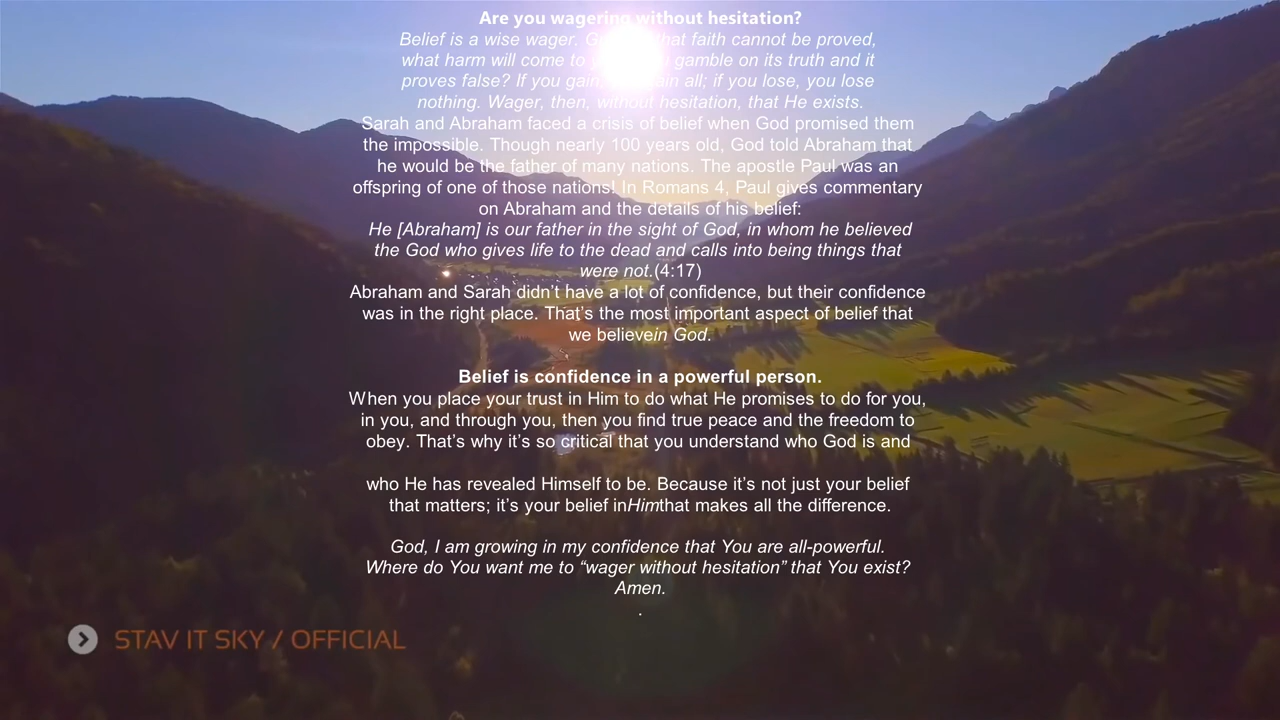 Are you wagering without hesitation?
Belief is a wise wager. that faith cannot be proved,
what harm will come to gamble on its truth and it
proves false? If you gain, all; if you lose, you lose
nothing. Wager, then, without hesitation, that He exists.
Sarah and Abraham faced a crisis of belief when God promised them
the impossible. Though nearly 100 years old, God told Abraham that
he would be the father of many nations. The apostle Paul was an
offspring of one of those nations! In Romans 4, Paul gives commentary
on Abraham and the details of his belief:
He [Abraham] is our father in the sight of God, in whom he believed
the God who gives life to the dead and calls into being things that
were not.(4:17)
Abraham and Sarah didn’t have a lot of confidence, but their confidence
was in the right place. That’s the most important aspect of belief that
we believein God.
Belief is confidence in a powerful person.
When you place your trust in Him to do what He promises to do for you,
in you, and through you, then you find true peace and the freedom to
obey. That’s why it’s so critical that you understand who God is and
who He has revealed Himself to be. Because it’s not just your belief
that matters; it’s your belief inHimthat makes all the difference.
God, I am growing in my confidence that You are all-powerful.
Where do You want me to “wager without hesitation” that You exist?
Amen.
.
STAV IT SKY / OFFICIAL